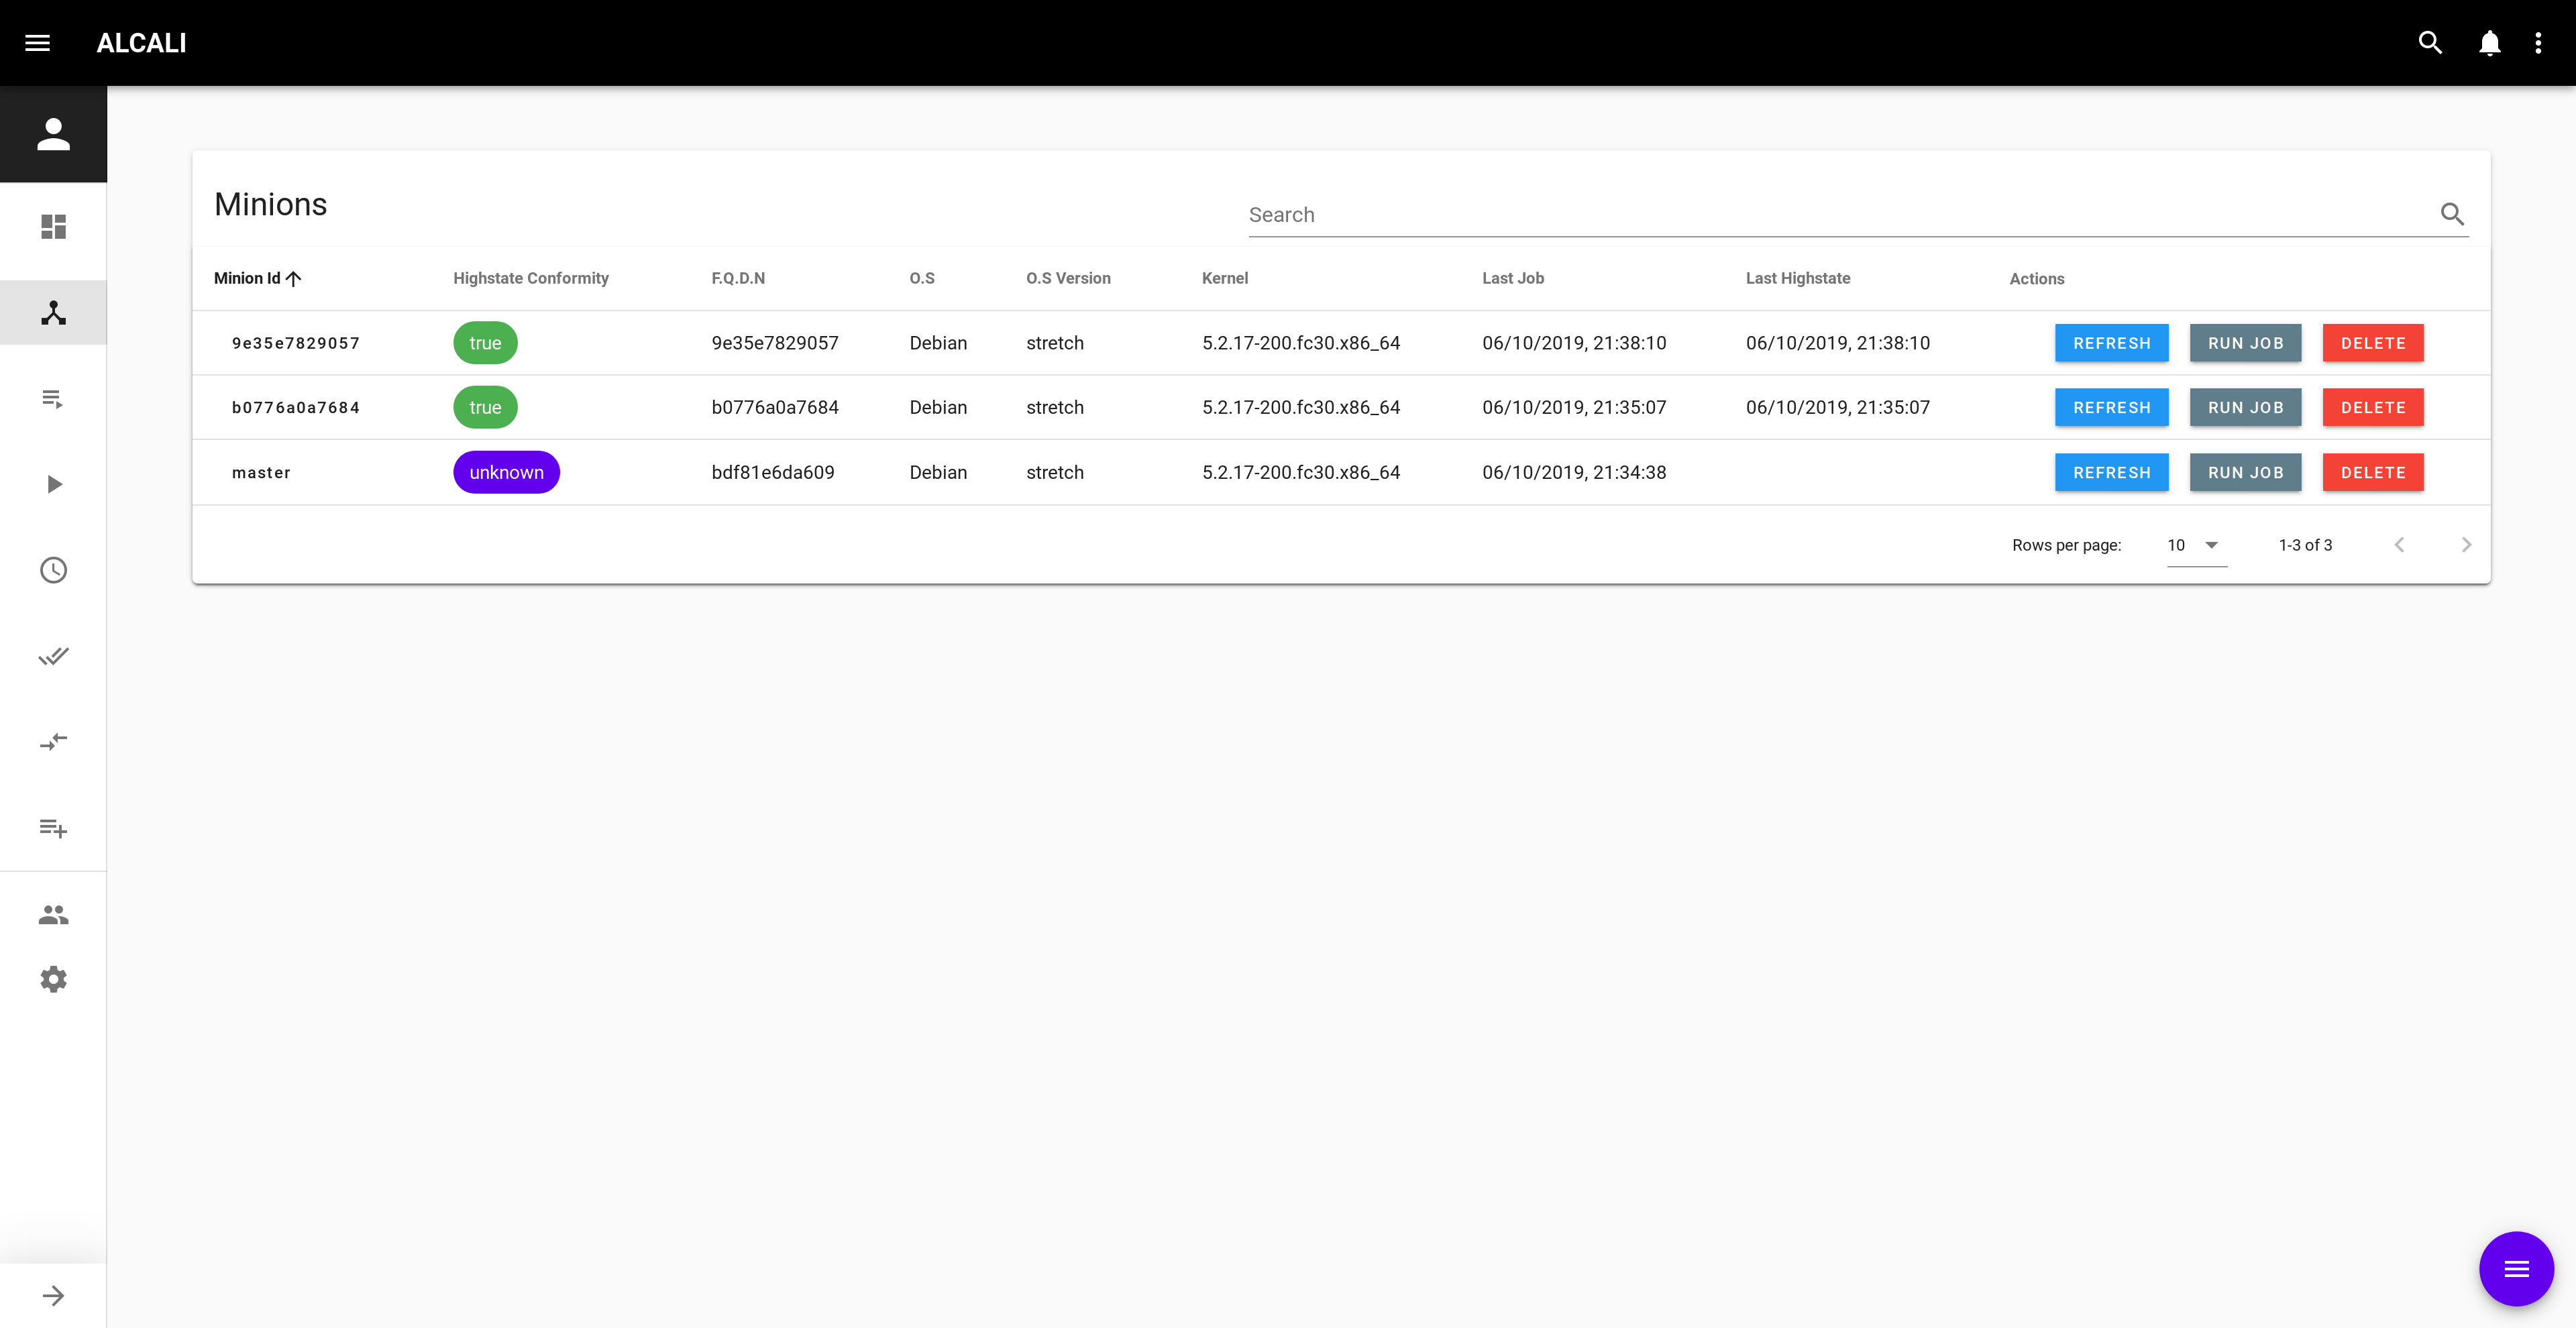 ALCALI
Minions
Search
Minion Id Highstate Conformity F.Q.D.N O.S O.S Version Kernel Last Job Last Highstate Actions
9e35e7829057 true 9e35e7829057 Debian stretch 5.2.17-200.fc30.x86_64 06/10/2019, 21:38:10 06/10/2019, 21:38:10 REFRESH RUN JOB DELETE
b0776a0a7684 true b0776a0a7684 Debian stretch 5.2.17-200.fc30.x86_64 06/10/2019, 21:35:07 06/10/2019, 21:35:07 REFRESH RUN JOB DELETE
master unknown bdf81e6da609 Debian stretch 5.2.17-200.fc30.x86_64 06/10/2019, 21:34:38 REFRESH RUN JOB DELETE
Rows per page: 10 1-3 of 3